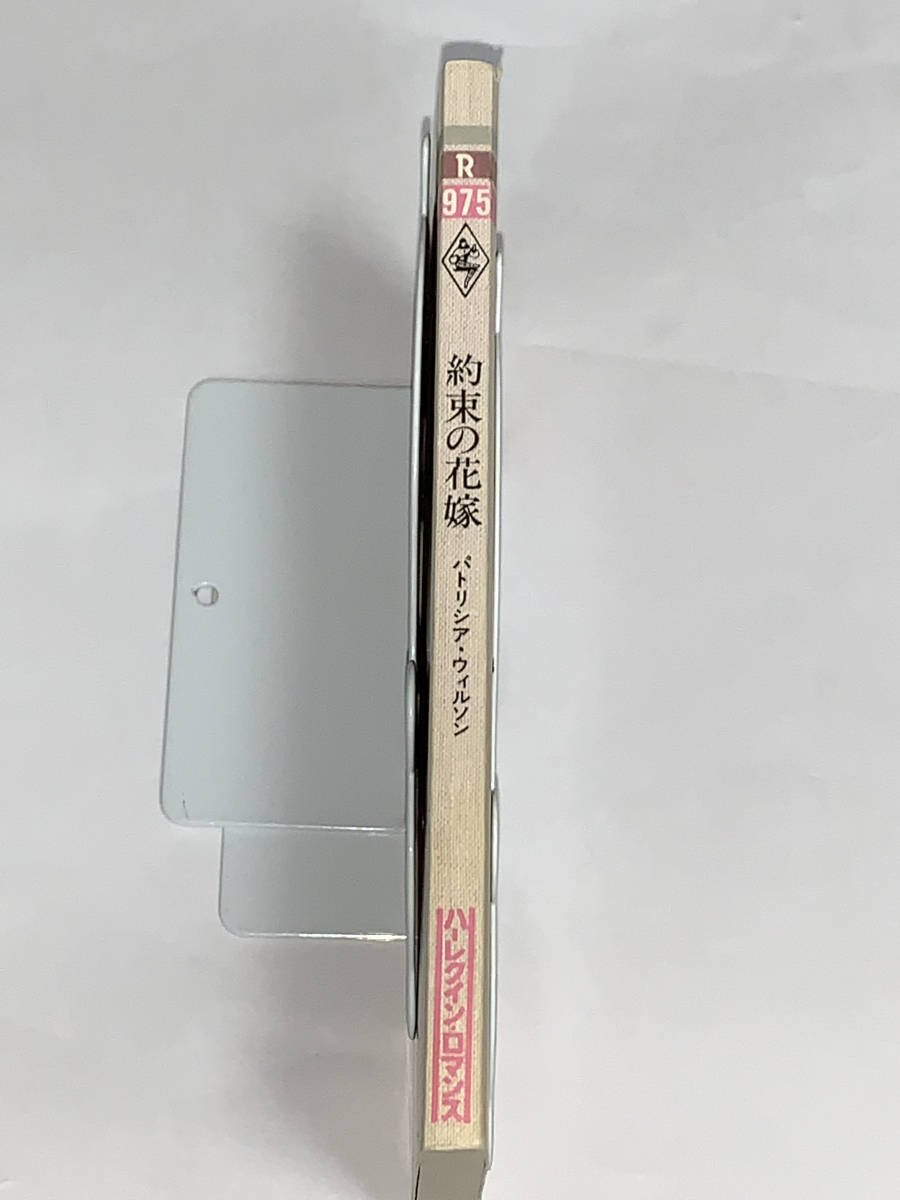 R
975
約束の花嫁
パトリシア・ウィルソン
ハーレクイン・ロマンス